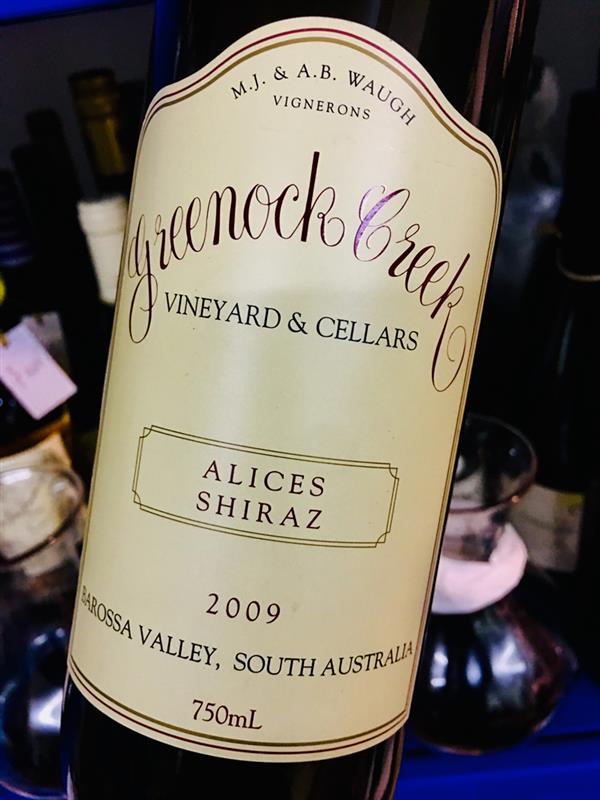 M.J. & A.B. WAUGH
VIGNERONS
Greenock Creek
VINEYARD & CELLARS
ALICES
SHIRAZ
2009
BAROSSA VALLEY, SOUTH AUSTRALIA
750mL